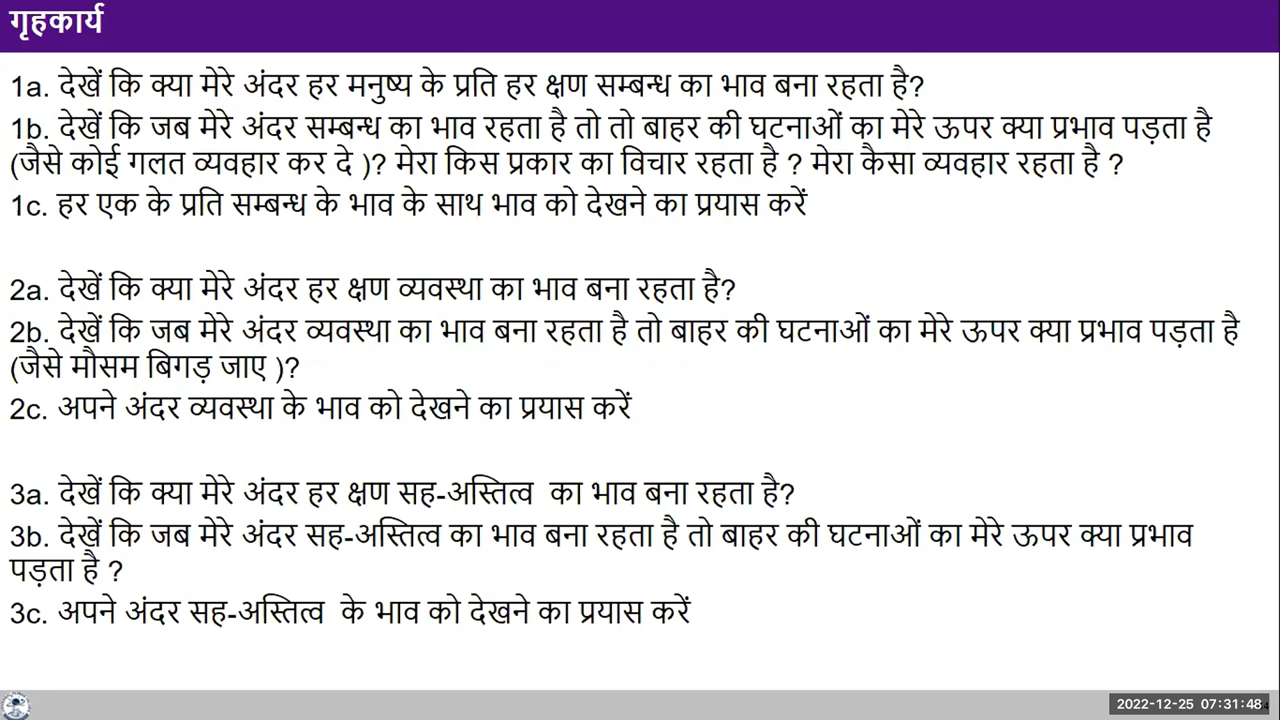 गृहकार्य
1a. देखें कि क्या मेरे अंदर हर मनुष्य के प्रति हर क्षण सम्बन्ध का भाव बना रहता है?
1b. देखें कि जब मेरे अंदर सम्बन्ध का भाव रहता है तो तो बाहर की घटनाओं का मेरे ऊपर क्या प्रभाव पड़ता है
(जैसे कोई गलत व्यवहार कर दे )? मेरा किस प्रकार का विचार रहता है ? मेरा कैसा व्यवहार रहता है ?
1c. हर एक के प्रति सम्बन्ध के भाव के साथ भाव को देखने का प्रयास करें
2a. देखें कि क्या मेरे अंदर हर क्षण व्यवस्था का भाव बना रहता है?
2b. देखें कि जब मेरे अंदर व्यवस्था का भाव बना रहता है तो बाहर की घटनाओं का मेरे ऊपर क्या प्रभाव पड़ता है
(जैसे मौसम बिगड़ जाए )?
2c. अपने अंदर व्यवस्था के भाव को देखने का प्रयास करें
3a. देखें कि क्या मेरे अंदर हर क्षण सह-अस्तित्व का भाव बना रहता है?
3b. देखें कि जब मेरे अंदर सह-अस्तित्व का भाव बना रहता है तो बाहर की घटनाओं का मेरे ऊपर क्या प्रभाव
पड़ता है ?
3c. अपने अंदर सह-अस्तित्व के भाव को देखने का प्रयास करें
2022-12-25 07:31:48